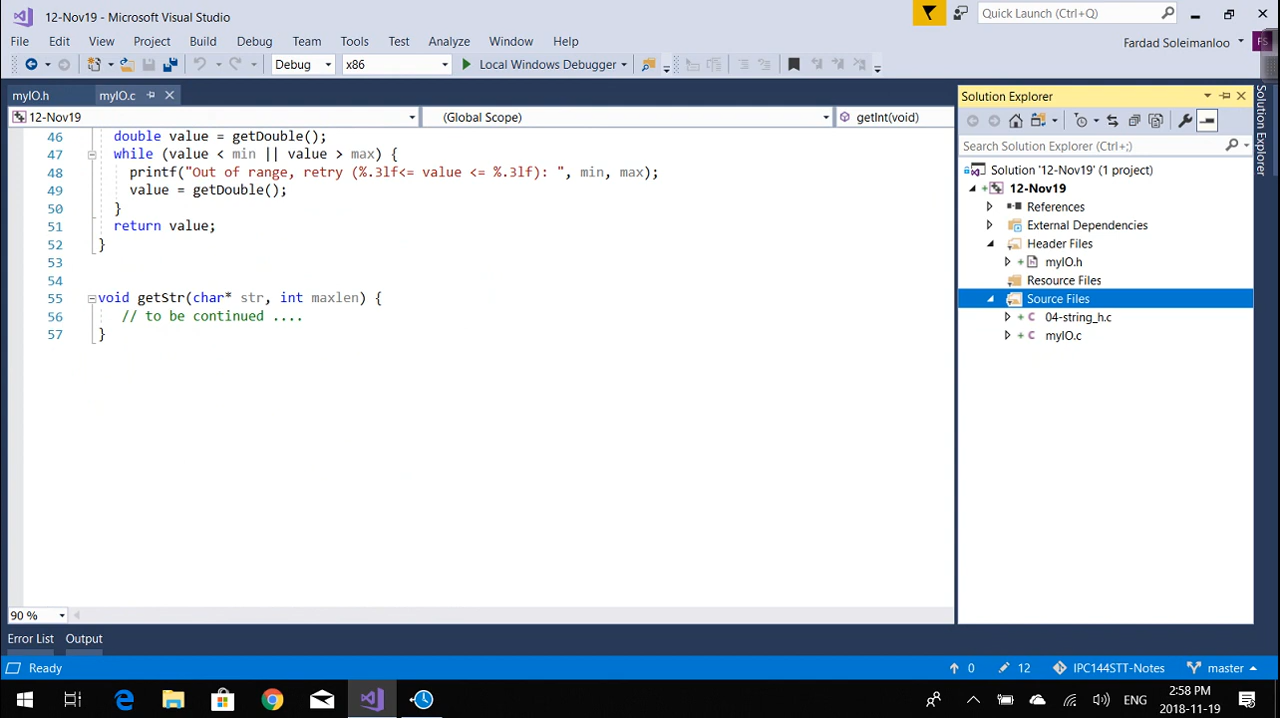 12-Nov19 - Microsoft Visual Studio
Quick Launch (Ctrl+Q)
File Edit View Project Build Debug Team Tools Test Analyze Window Help
Fardad Soleimanloo FS
Debug x86 Local Windows Debugger
myIO.h myIO.c
12-Nov19 (Global Scope) getInt(void)
46 double value = getDouble();
47 while (value < min || value > max) {
48 printf("Out of range, retry (%.3lf<= value <= %.3lf): ", min, max);
49 value = getDouble();
50 }
51 return value;
52 }
53
54
55 void getStr(char* str, int maxlen) {
56 // to be continued ....
57 }
90 %
Solution Explorer
Search Solution Explorer (Ctrl+;)
Solution '12-Nov19' (1 project)
12-Nov19
References
External Dependencies
Header Files
myIO.h
Resource Files
Source Files
04-string_h.c
myIO.c
Solution Explorer
Error List Output
Ready 0 12 IPC144STT-Notes master
ENG
2:58 PM
2018-11-19